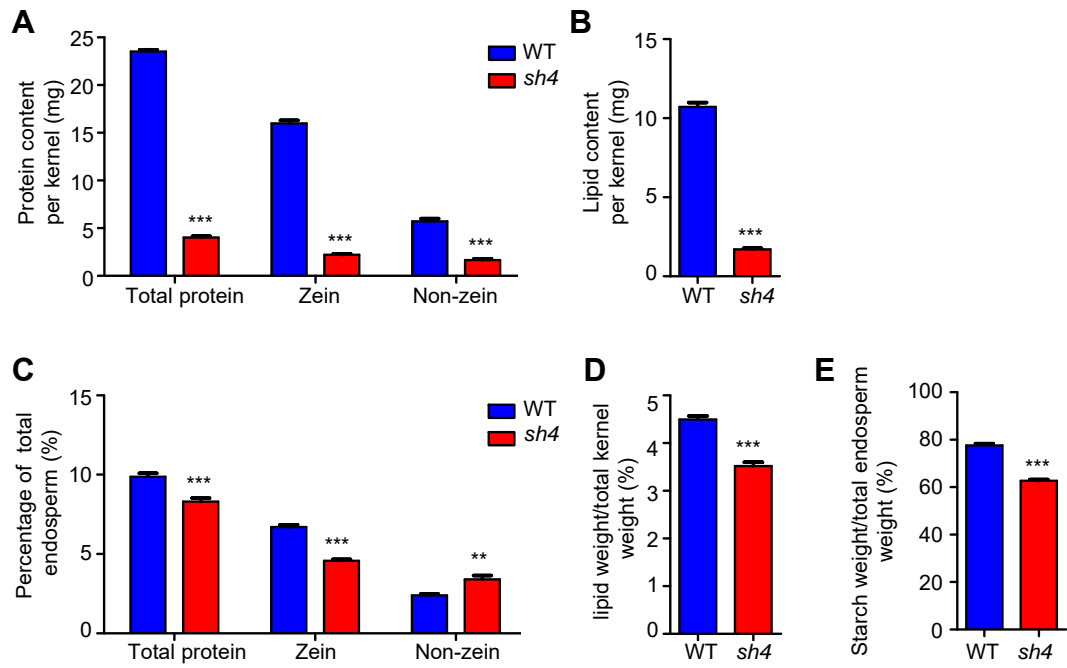 A
Protein content
per kernel (mg)
25
20
15
10
5
0
WT
sh4
***
***
***
Total protein
Zein
Non-zein
B
Lipid content
per kernel (mg)
15
10
5
0
***
WT
sh4
C
Percentage of total
endosperm (%)
15
10
5
0
WT
sh4
***
***
**
Total protein
Zein
Non-zein
D
lipid weight/total kernel
weight (%)
5
4
3
2
1
0
***
WT
sh4
E
Starch weight/total endosperm
weight (%)
100
80
60
40
20
0
***
WT
sh4